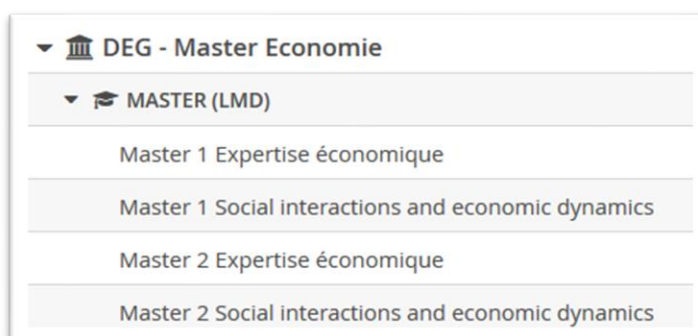 DEG - Master Economie
MASTER (LMD)
Master 1 Expertise économique
Master 1 Social interactions and economic dynamics
Master 2 Expertise économique
Master 2 Social interactions and economic dynamics